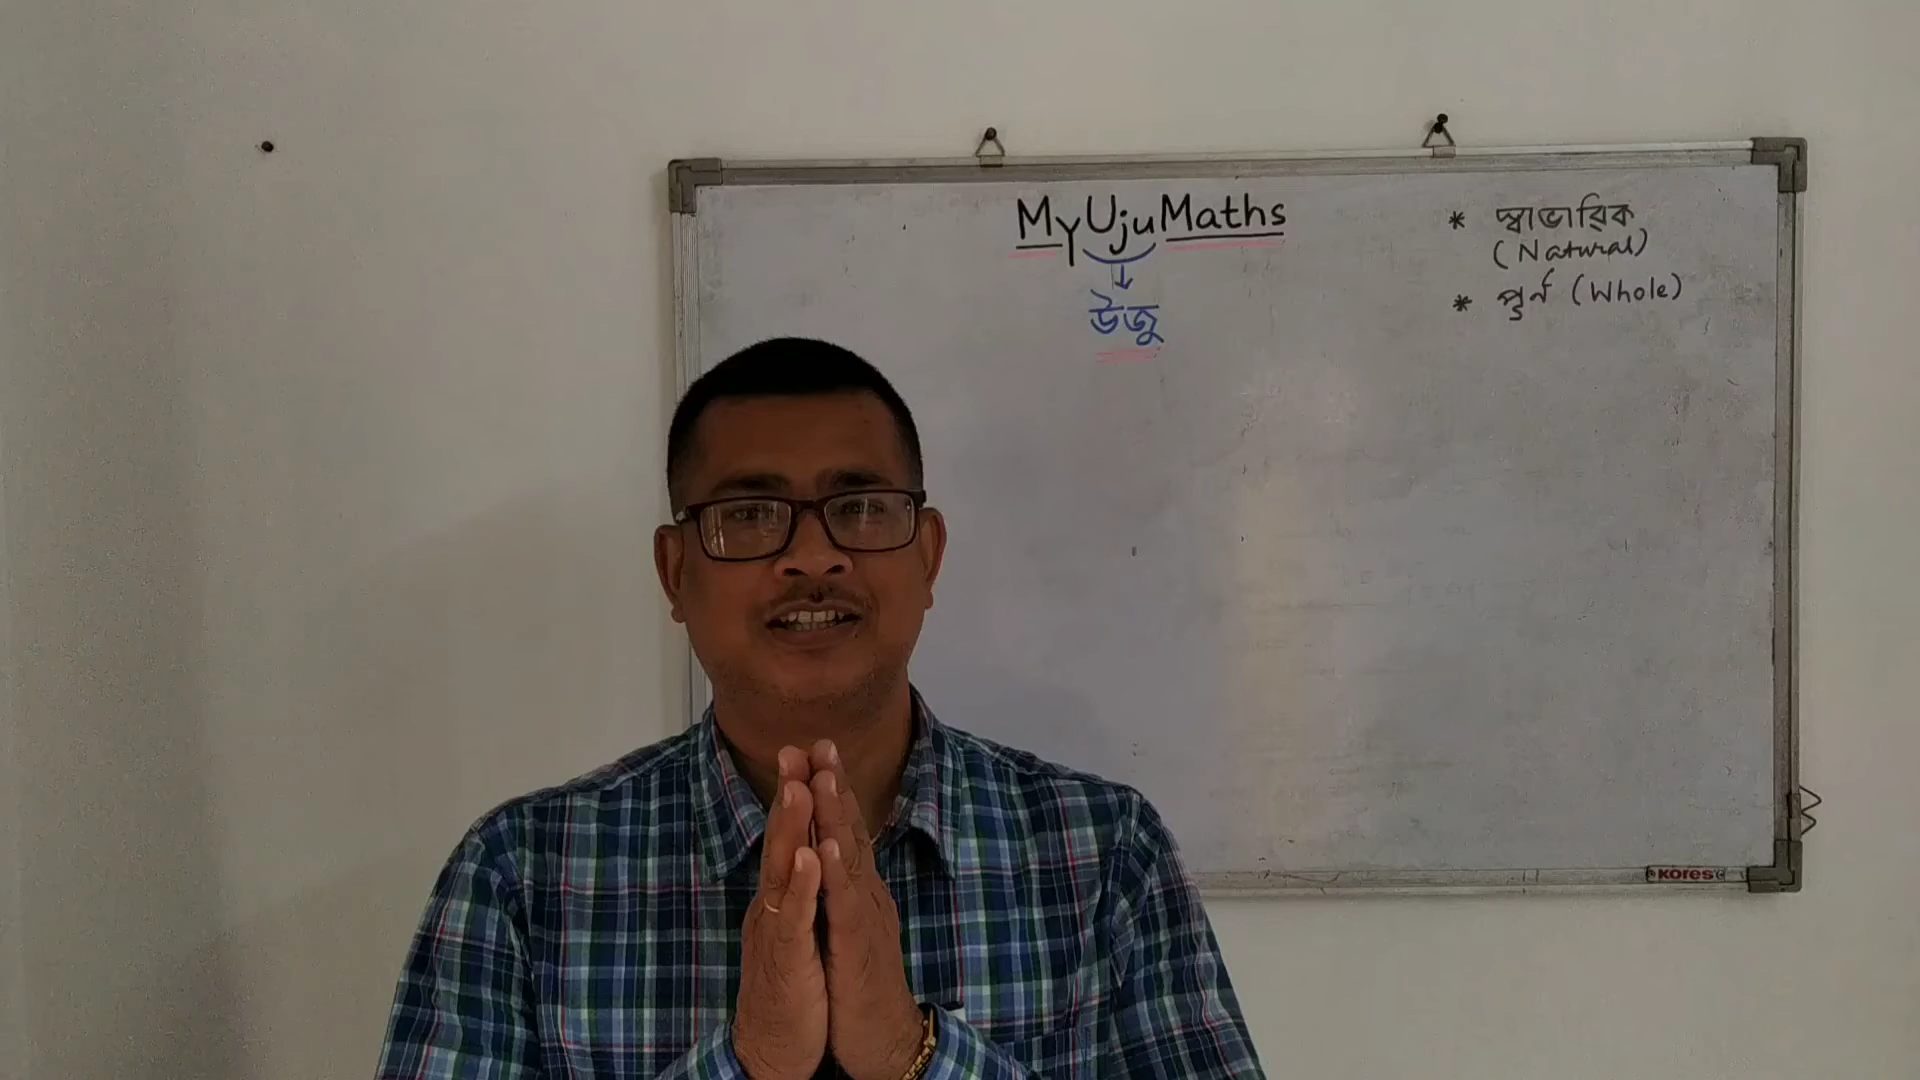 MyUjuMaths
উজু
* স্বাভাৱিক
(Natural)
* পূর্ন (Whole)
kores